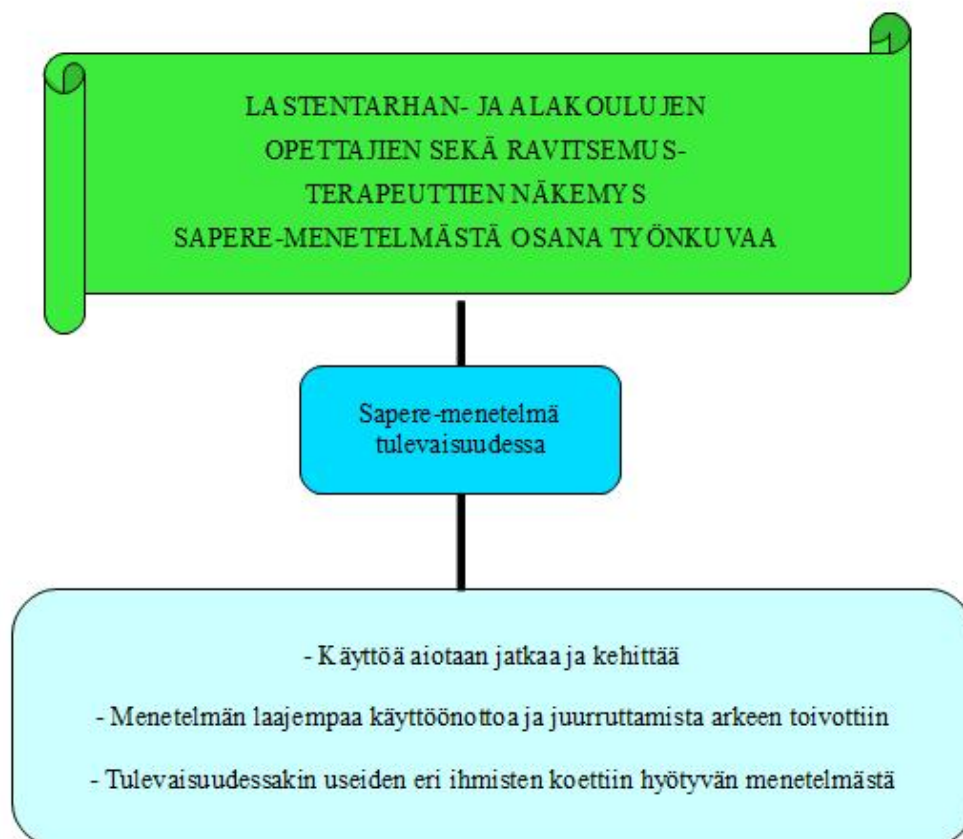 LASTENTARHAN- JA ALAKOULUJEN
OPETTAJIEN SEKÄ RAVITSEMUS-
TERAPEUTTIEN NÄKEMYS
SAPERE-MENETELMÄSTÄ OSANA TYÖNKUVAA
Sapere-menetelmä
tulevaisuudessa
- Käyttöä aiotaan jatkaa ja kehittää
- Menetelmän laajempaa käyttöönottoa ja juurruttamista arkeen toivottiin
- Tulevaisuudessakin useiden eri ihmisten koettiin hyötyvän menetelmästä